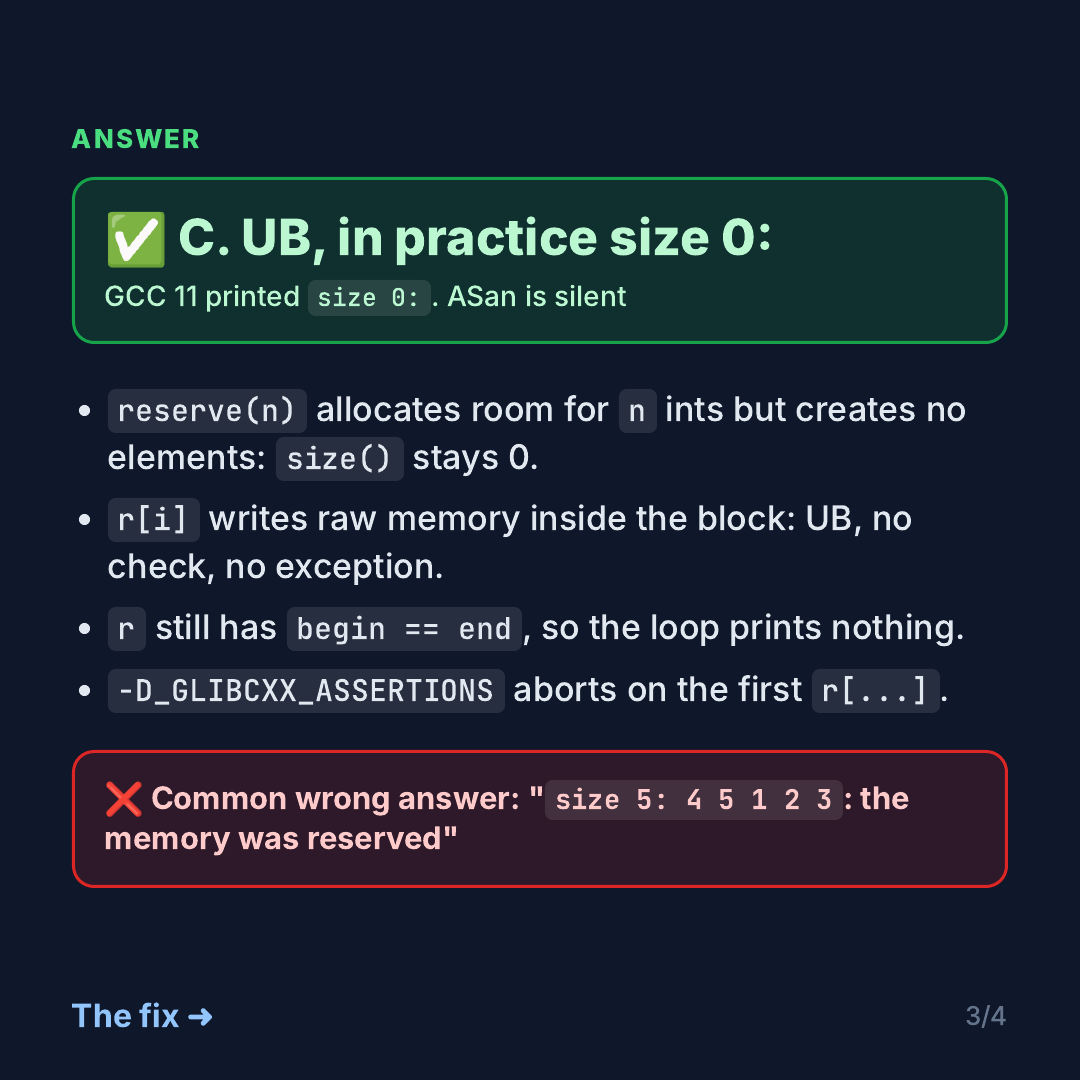 ANSWER
✅ C. UB, in practice size 0:
GCC 11 printed size 0:. ASan is silent
• reserve(n) allocates room for n ints but creates no
elements: size() stays 0.
• r[i] writes raw memory inside the block: UB, no
check, no exception.
• r still has begin == end, so the loop prints nothing.
• -D_GLIBCXX_ASSERTIONS aborts on the first r[...].
❌ Common wrong answer: "size 5: 4 5 1 2 3: the
memory was reserved"
The fix ➜
3/4